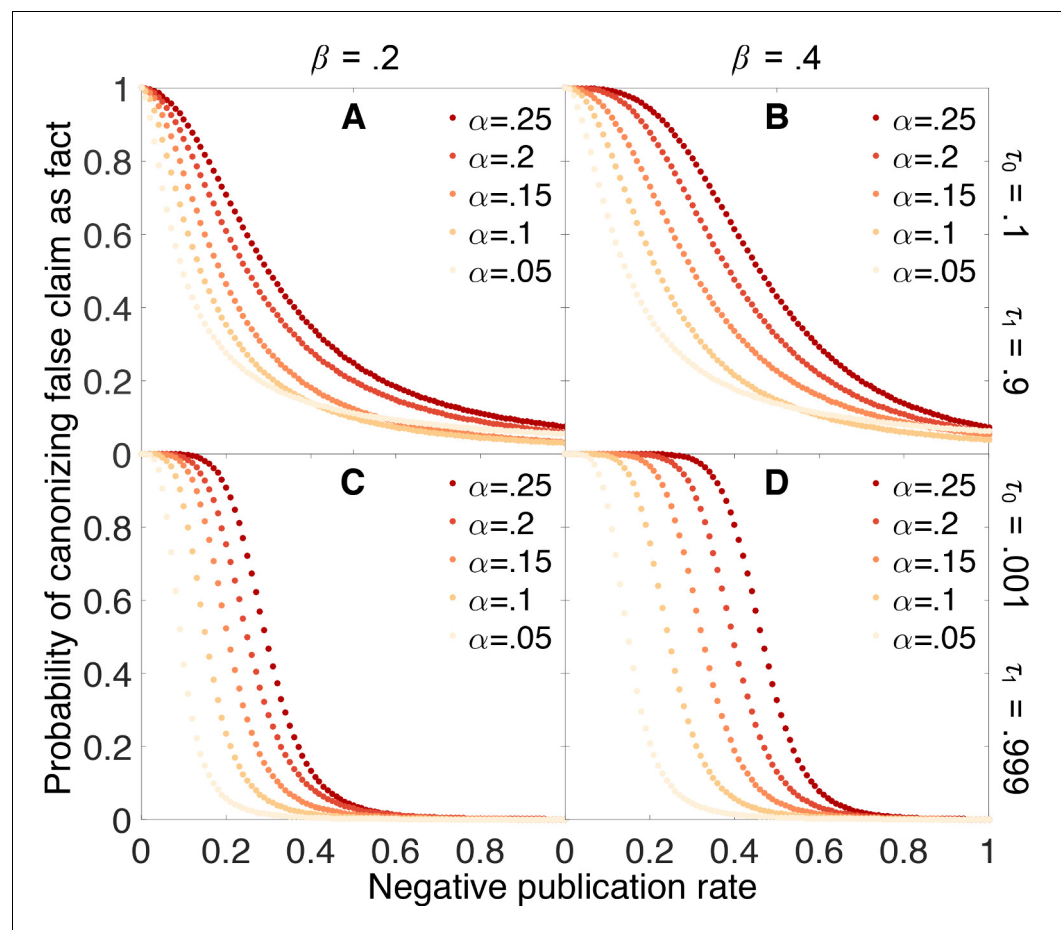 β = .2
β = .4
Probability of canonizing false claim as fact
1
0.8
0.6
0.4
0.2
0
A
α=.25
α=.2
α=.15
α=.1
α=.05
B
α=.25
α=.2
α=.15
α=.1
α=.05
τ₀ = .1 τ₁ = .9
0.8
0.6
0.4
0.2
0
C
α=.25
α=.2
α=.15
α=.1
α=.05
D
α=.25
α=.2
α=.15
α=.1
α=.05
τ₀ = .001 τ₁ = .999
0 0.2 0.4 0.6 0.8 0 0.2 0.4 0.6 0.8 1
Negative publication rate